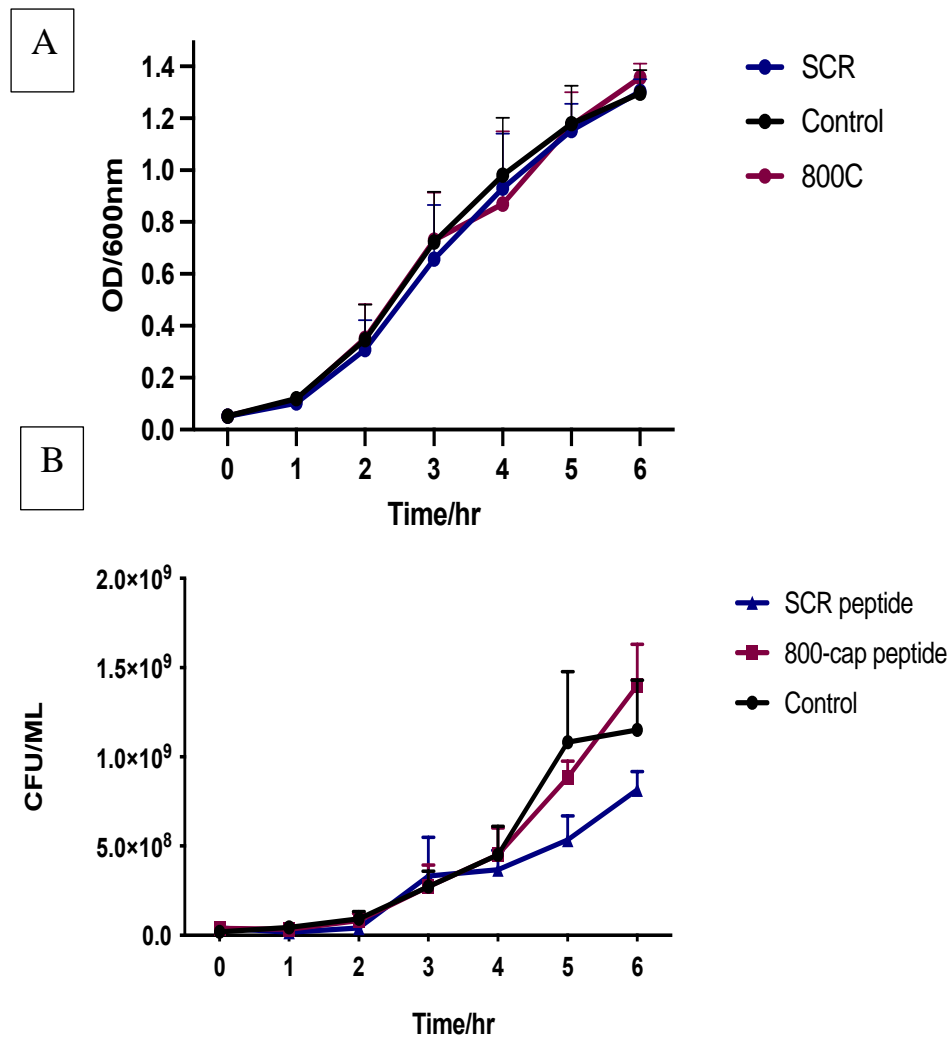 A
OD/600nm
1.4
1.2
1.0
0.8
0.6
0.4
0.2
0.0
0 1 2 3 4 5 6
Time/hr
SCR
Control
800C
B
CFU/ML
2.0×10⁹
1.5×10⁹
1.0×10⁹
5.0×10⁸
0.0
0 1 2 3 4 5 6
Time/hr
SCR peptide
800-cap peptide
Control